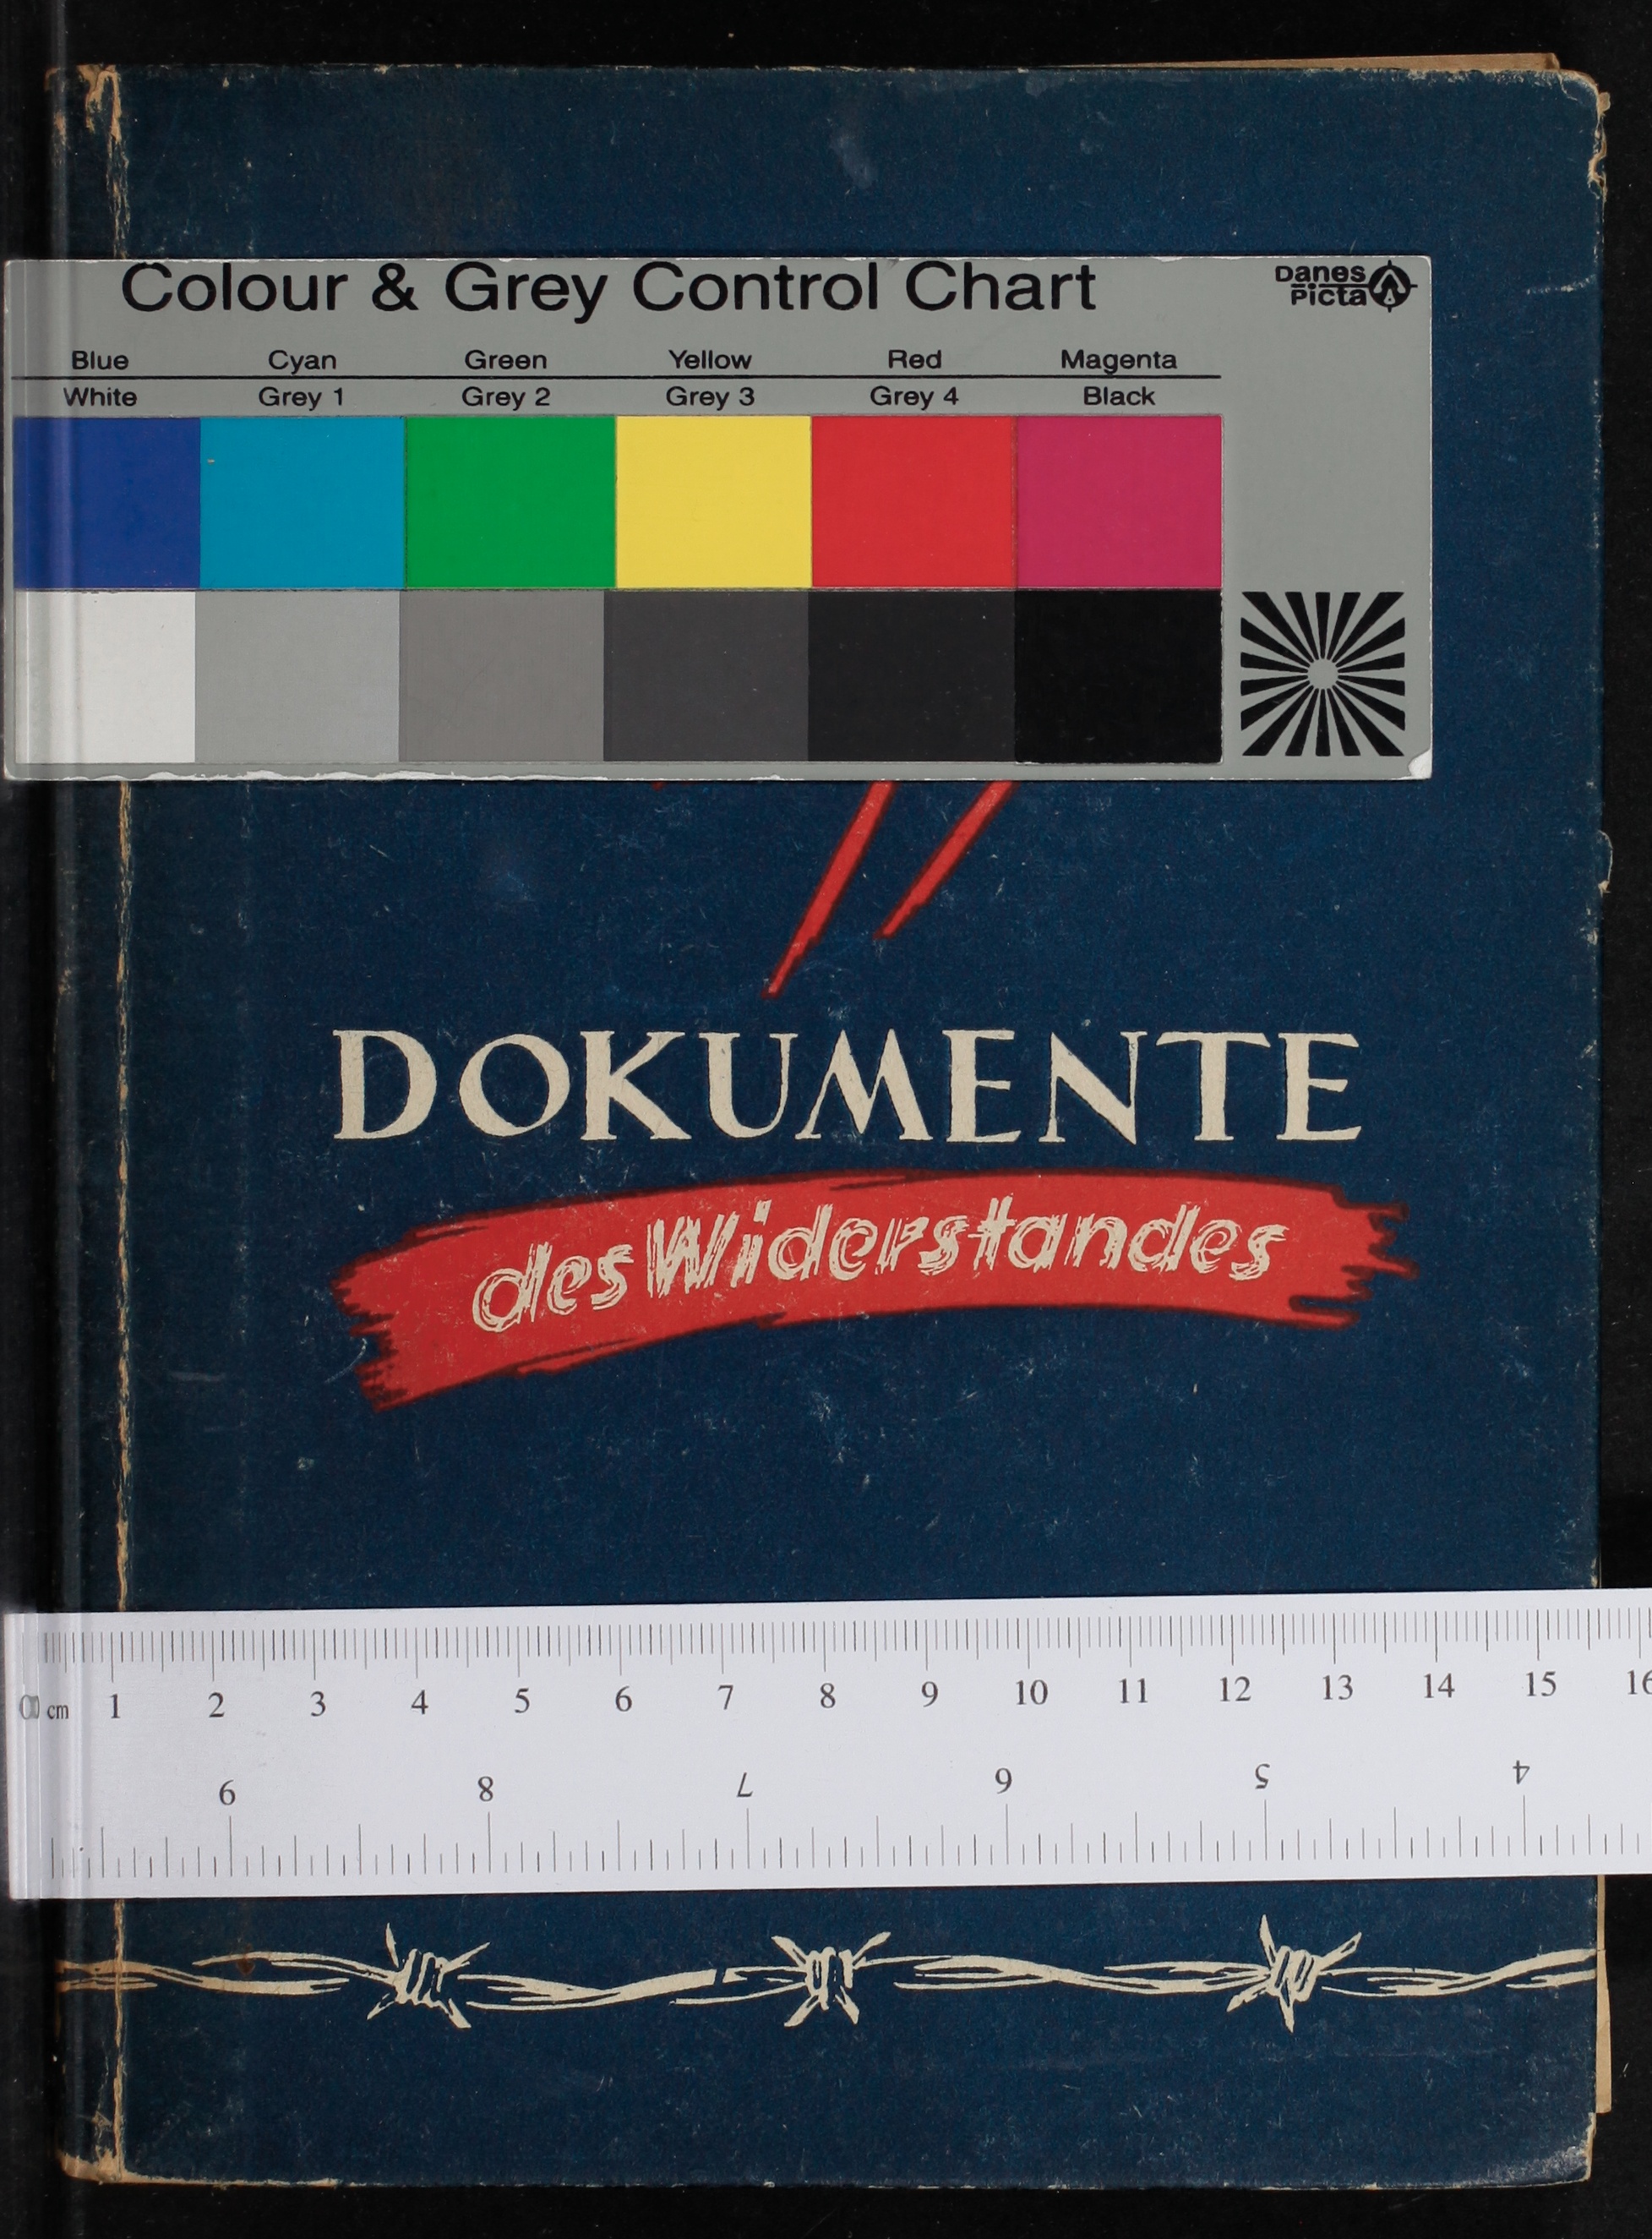 Colour & Grey Control Chart
Danes
Picta
Blue Cyan Green Yellow Red Magenta
White Grey 1 Grey 2 Grey 3 Grey 4 Black
DOKUMENTE
des Widerstandes
cm 1 2 3 4 5 6 7 8 9 10 11 12 13 14 15 16
9 8 7 6 5 4